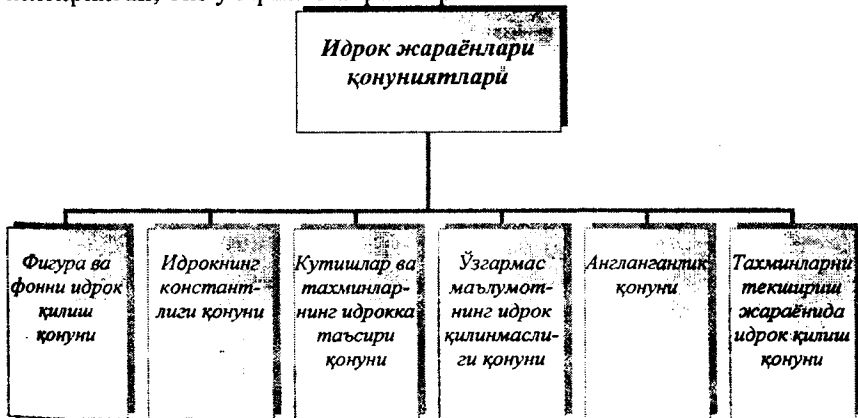 Идрок жараёнлари
қонуниятлари
Фигура ва
фонни идрок
қилиш
қонуни
Идрокнинг
констант-
лиги қонуни
Кутишлар ва
тахминлар-
нинг идрокка
таъсири
қонуни
Ўзгармас
маълумот-
нинг идрок
қилинмасли-
ги қонуни
Англанганлик
қонуни
Тахминларни
текшириш
жараёнида
идрок қилиш
қонуни